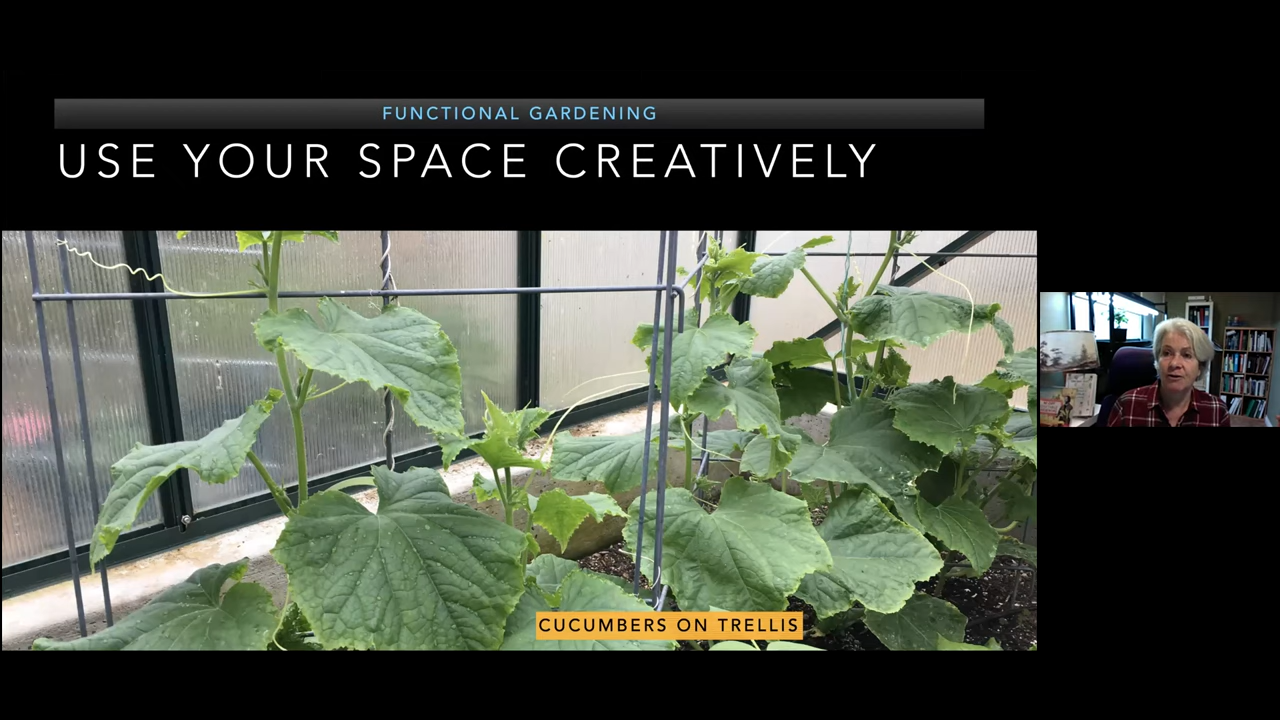 FUNCTIONAL GARDENING
USE YOUR SPACE CREATIVELY
CUCUMBERS ON TRELLIS